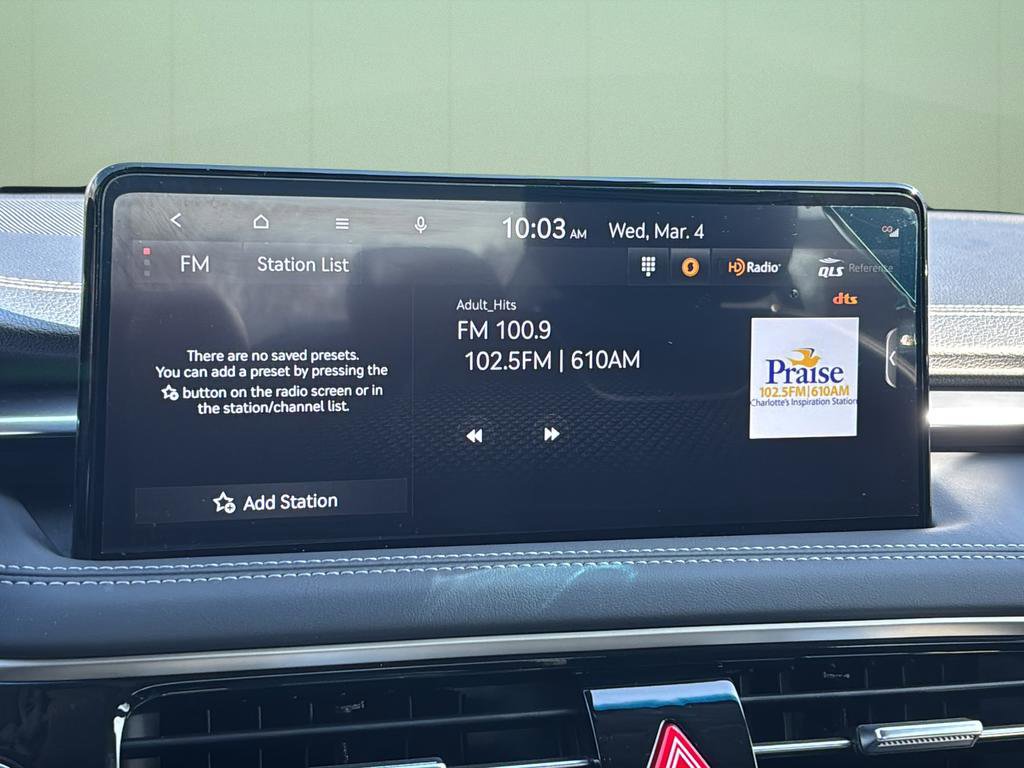 10:03 AM Wed, Mar. 4
FM Station List HD Radio QLS Reference
dts
There are no saved presets.
You can add a preset by pressing the
button on the radio screen or in
the station/channel list.
Add Station
Adult_Hits
FM 100.9
102.5FM | 610AM
Praise
102.5FM|610AM
Charlotte's Inspiration Station